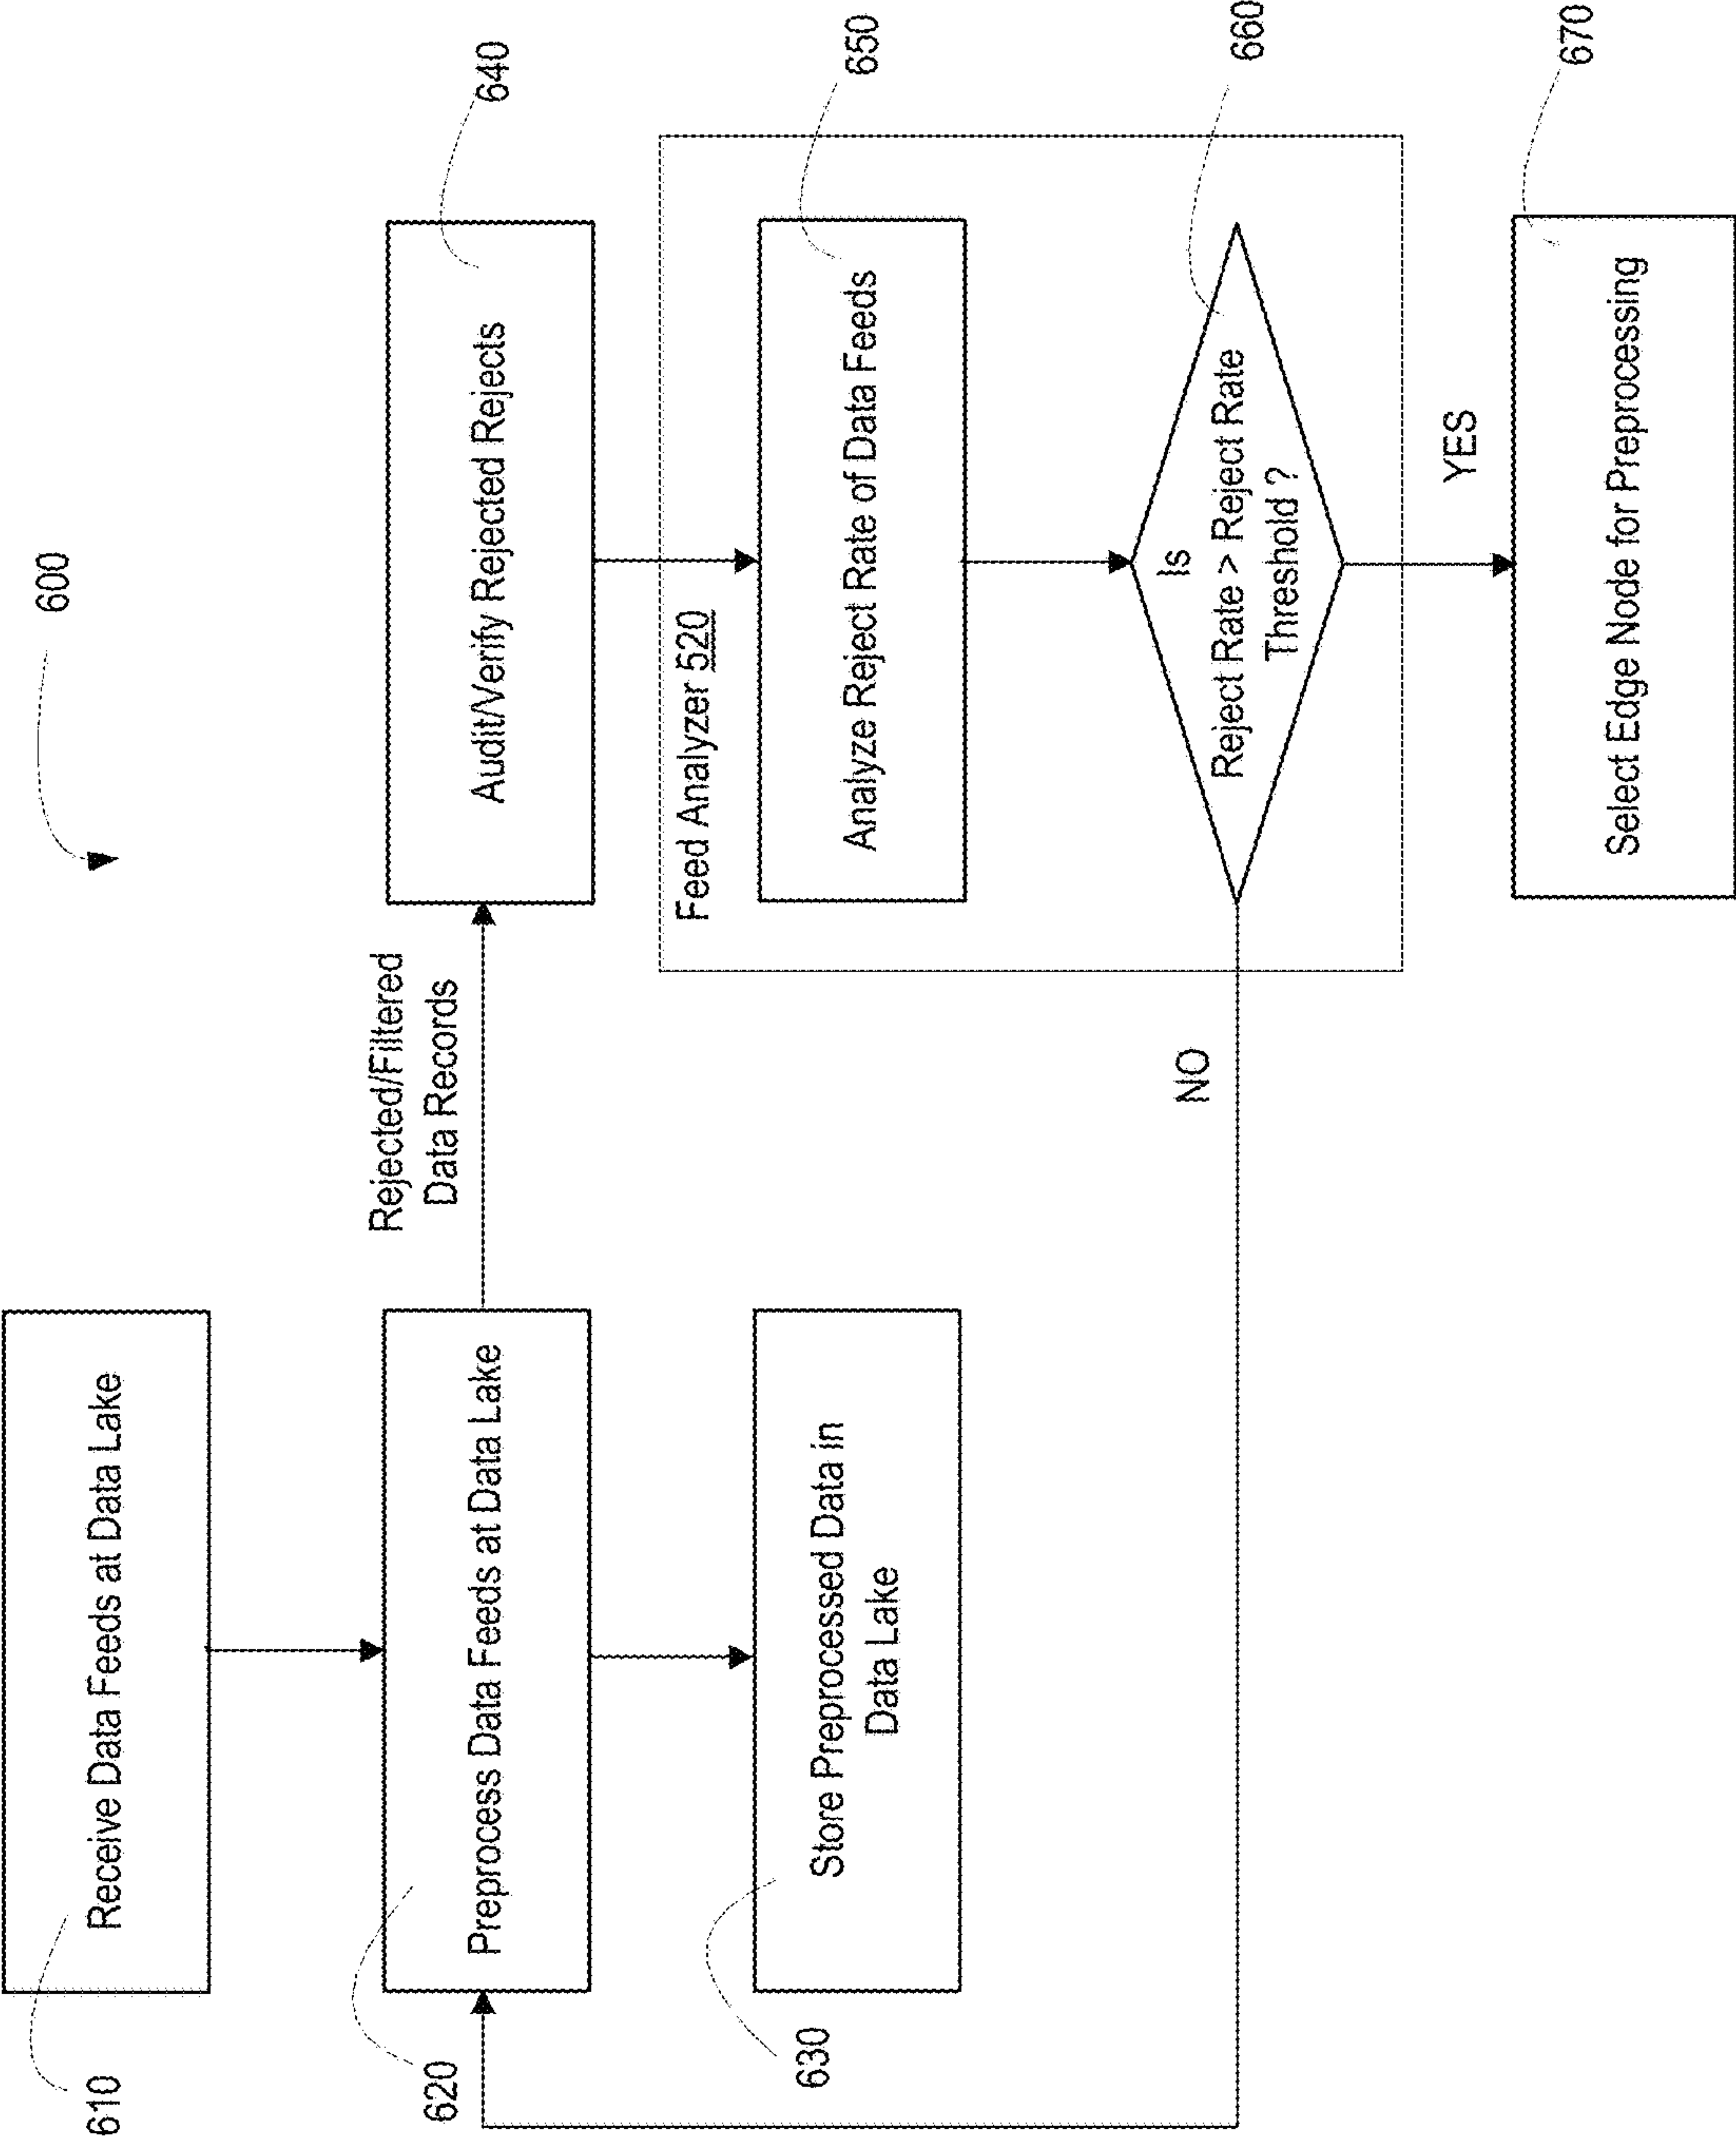 600
610
Receive Data Feeds at Data Lake
620
Preprocess Data Feeds at Data Lake
Rejected/Filtered
Data Records
630
Store Preprocessed Data in
Data Lake
640
Audit/Verify Rejected Rejects
Feed Analyzer 520
650
Analyze Reject Rate of Data Feeds
660
Is
Reject Rate > Reject Rate
Threshold ?
NO
YES
670
Select Edge Node for Preprocessing